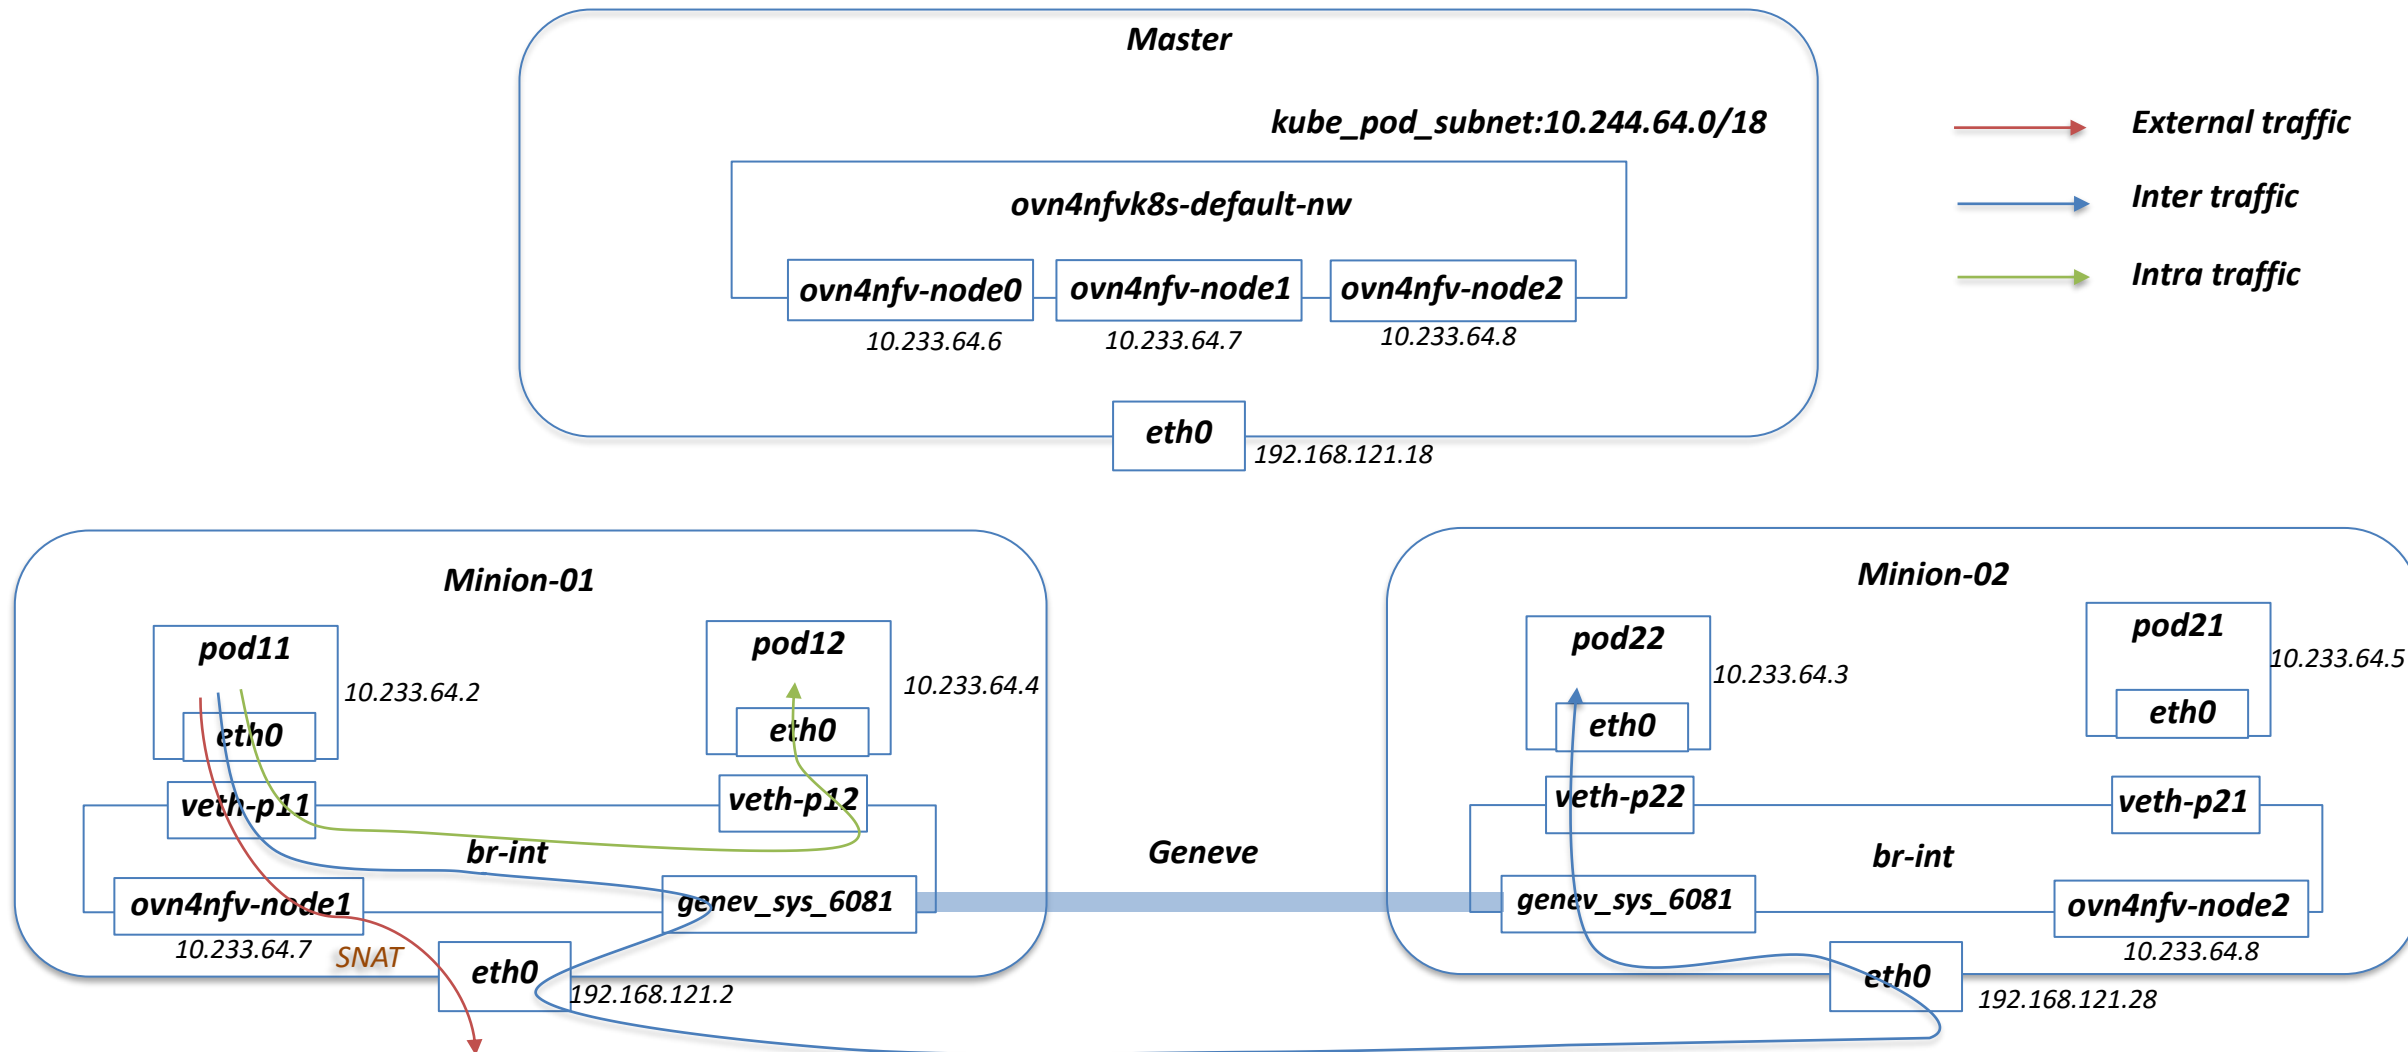 Master
kube_pod_subnet:10.244.64.0/18
ovn4nfvk8s-default-nw
ovn4nfv-node0
ovn4nfv-node1
ovn4nfv-node2
10.233.64.6
10.233.64.7
10.233.64.8
eth0
192.168.121.18
External traffic
Inter traffic
Intra traffic
Minion-01
pod11
10.233.64.2
eth0
pod12
10.233.64.4
eth0
veth-p11
veth-p12
br-int
ovn4nfv-node1
10.233.64.7
genev_sys_6081
SNAT
eth0
192.168.121.2
Geneve
Minion-02
pod22
10.233.64.3
eth0
pod21
10.233.64.5
eth0
veth-p22
veth-p21
br-int
genev_sys_6081
ovn4nfv-node2
10.233.64.8
eth0
192.168.121.28